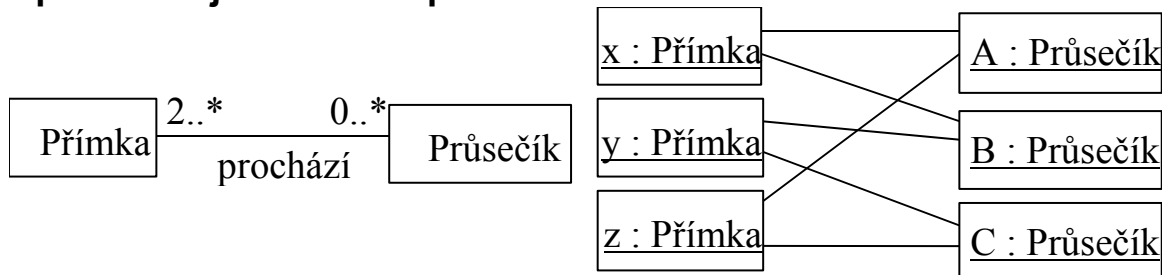 Přímka
2..*
0..*
prochází
Průsečík
x : Přímka
y : Přímka
z : Přímka
A : Průsečík
B : Průsečík
C : Průsečík